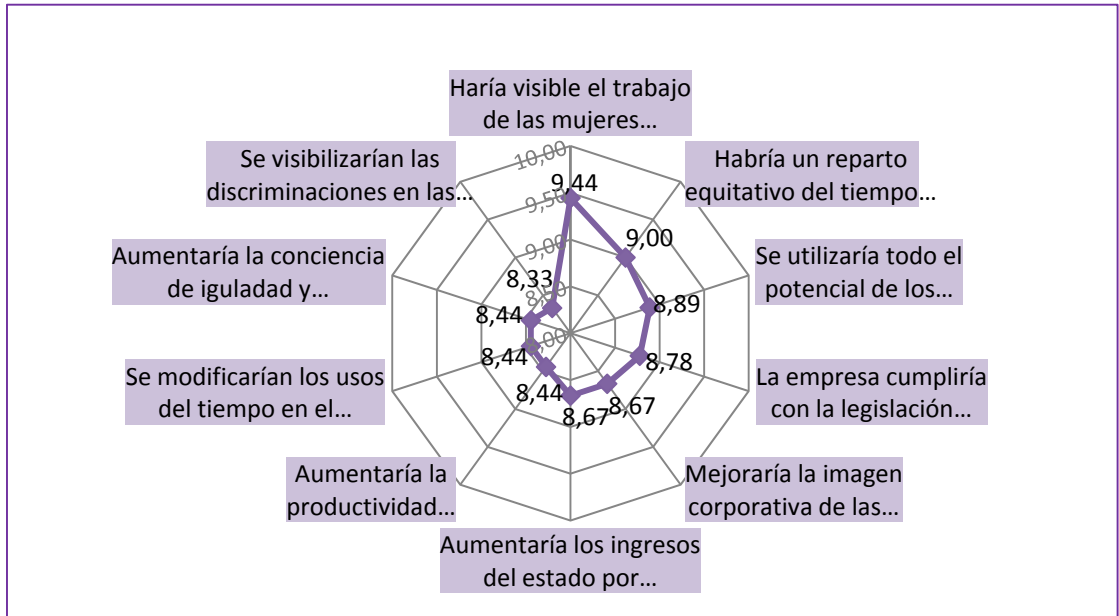 Haría visible el trabajo
de las mujeres…
Habría un reparto
equitativo del tiempo…
Se utilizaría todo el
potencial de los…
La empresa cumpliría
con la legislación…
Mejoraría la imagen
corporativa de las…
Aumentaría los ingresos
del estado por…
Aumentaría la
productividad…
Se modificarían los usos
del tiempo en el…
Aumentaría la conciencia
de iguladad y…
Se visibilizarían las
discriminaciones en las…
10,00
9,50
9,00
9,44
9,00
8,89
8,78
8,67
8,67
8,44
8,44
8,44
8,33